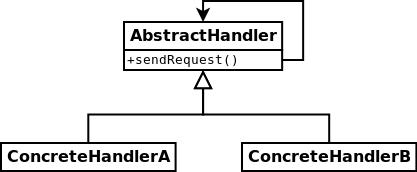 AbstractHandler
+sendRequest()
ConcreteHandlerA
ConcreteHandlerB